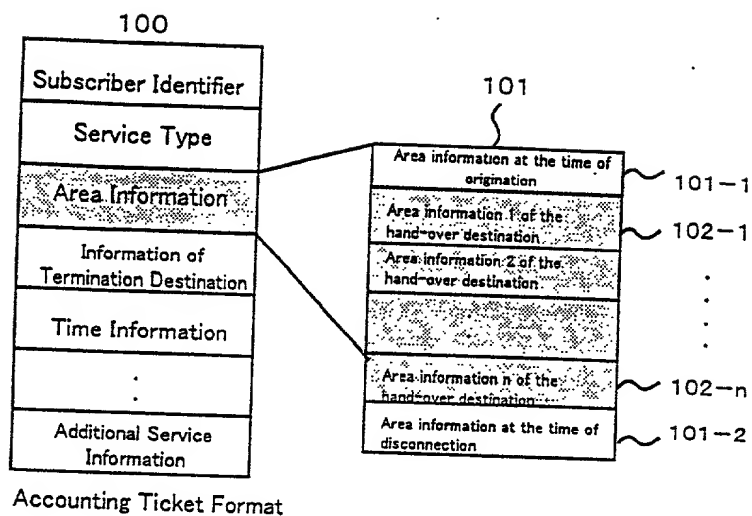 100
Subscriber Identifier
Service Type
Area Information
Information of
Termination Destination
Time Information
Additional Service
Information
Accounting Ticket Format
101
Area information at the time of
origination
101-1
Area information 1 of the
hand-over destination
102-1
Area information 2 of the
hand-over destination
Area information n of the
hand-over destination
102-n
Area information at the time of
disconnection
101-2